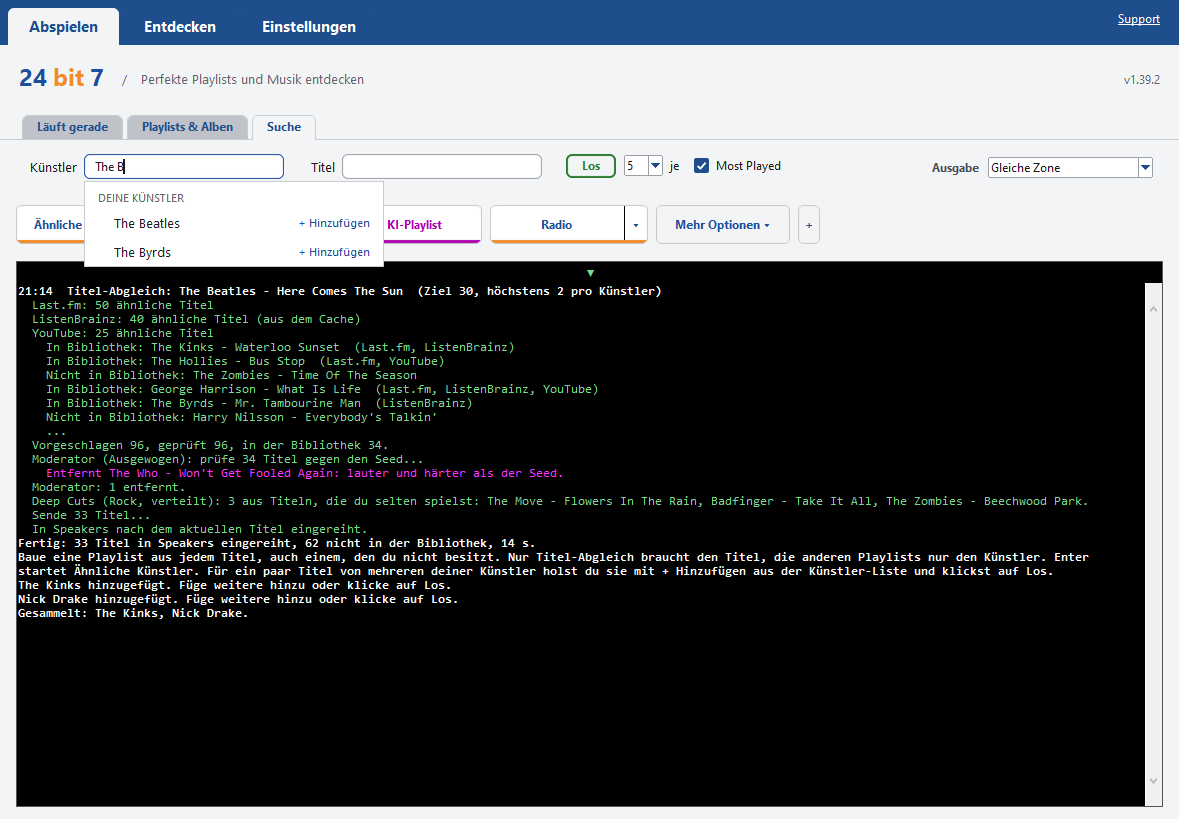 Abspielen Entdecken Einstellungen Support
24 bit 7 / Perfekte Playlists und Musik entdecken v1.39.2
Läuft gerade Playlists & Alben Suche
Künstler The B Titel Los 5 je Most Played Ausgabe Gleiche Zone
DEINE KÜNSTLER
The Beatles + Hinzufügen
The Byrds + Hinzufügen
Ähnliche KI-Playlist Radio Mehr Optionen +
21:14 Titel-Abgleich: The Beatles - Here Comes The Sun (Ziel 30, höchstens 2 pro Künstler)
Last.fm: 50 ähnliche Titel
ListenBrainz: 40 ähnliche Titel (aus dem Cache)
YouTube: 25 ähnliche Titel
In Bibliothek: The Kinks - Waterloo Sunset (Last.fm, ListenBrainz)
In Bibliothek: The Hollies - Bus Stop (Last.fm, YouTube)
Nicht in Bibliothek: The Zombies - Time Of The Season
In Bibliothek: George Harrison - What Is Life (Last.fm, ListenBrainz, YouTube)
In Bibliothek: The Byrds - Mr. Tambourine Man (ListenBrainz)
Nicht in Bibliothek: Harry Nilsson - Everybody's Talkin'
...
Vorgeschlagen 96, geprüft 96, in der Bibliothek 34.
Moderator (Ausgewogen): prüfe 34 Titel gegen den Seed...
Entfernt The Who - Won't Get Fooled Again: lauter und härter als der Seed.
Moderator: 1 entfernt.
Deep Cuts (Rock, verteilt): 3 aus Titeln, die du selten spielst: The Move - Flowers In The Rain, Badfinger - Take It All, The Zombies - Beechwood Park.
Sende 33 Titel...
In Speakers nach dem aktuellen Titel eingereiht.
Fertig: 33 Titel in Speakers eingereiht, 62 nicht in der Bibliothek, 14 s.
Baue eine Playlist aus jedem Titel, auch einem, den du nicht besitzt. Nur Titel-Abgleich braucht den Titel, die anderen Playlists nur den Künstler. Enter
startet Ähnliche Künstler. Für ein paar Titel von mehreren deiner Künstler holst du sie mit + Hinzufügen aus der Künstler-Liste und klickst auf Los.
The Kinks hinzugefügt. Füge weitere hinzu oder klicke auf Los.
Nick Drake hinzugefügt. Füge weitere hinzu oder klicke auf Los.
Gesammelt: The Kinks, Nick Drake.